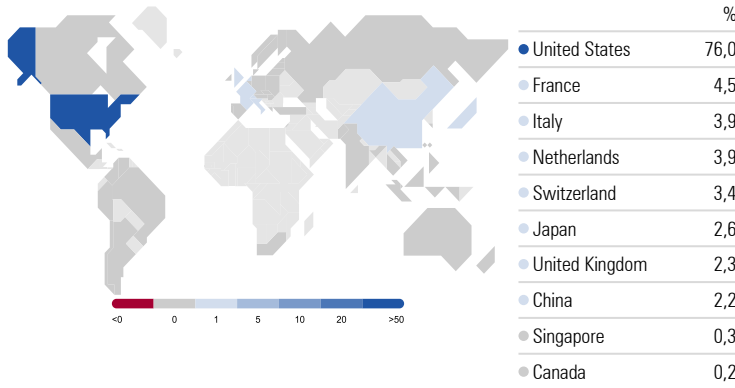 %
United States 76,0
France 4,5
Italy 3,9
Netherlands 3,9
Switzerland 3,4
Japan 2,6
United Kingdom 2,3
China 2,2
Singapore 0,3
Canada 0,2
<0 0 1 5 10 20 >50